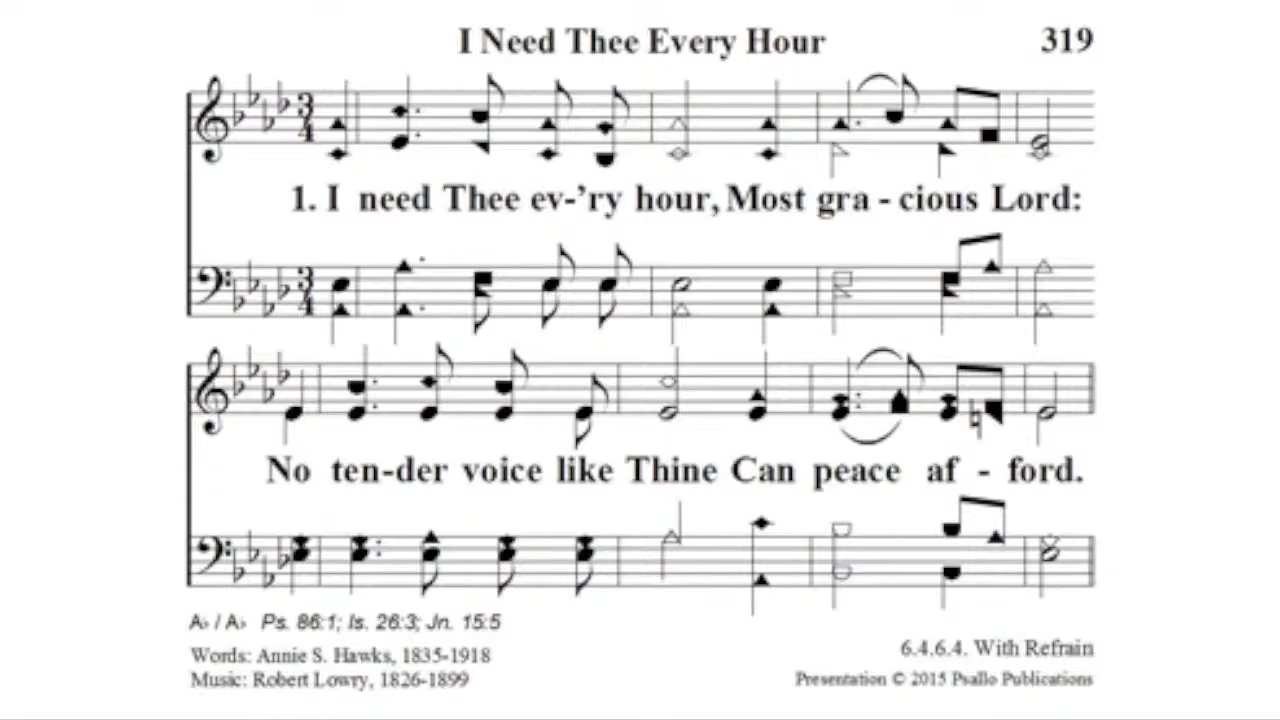 I Need Thee Every Hour 319
1. I need Thee ev-’ry hour, Most gra - cious Lord:
No ten-der voice like Thine Can peace af - ford.
A♭ / A♭ Ps. 86:1; Is. 26:3; Jn. 15:5
Words: Annie S. Hawks, 1835-1918
Music: Robert Lowry, 1826-1899
6.4.6.4. With Refrain
Presentation © 2015 Psallo Publications